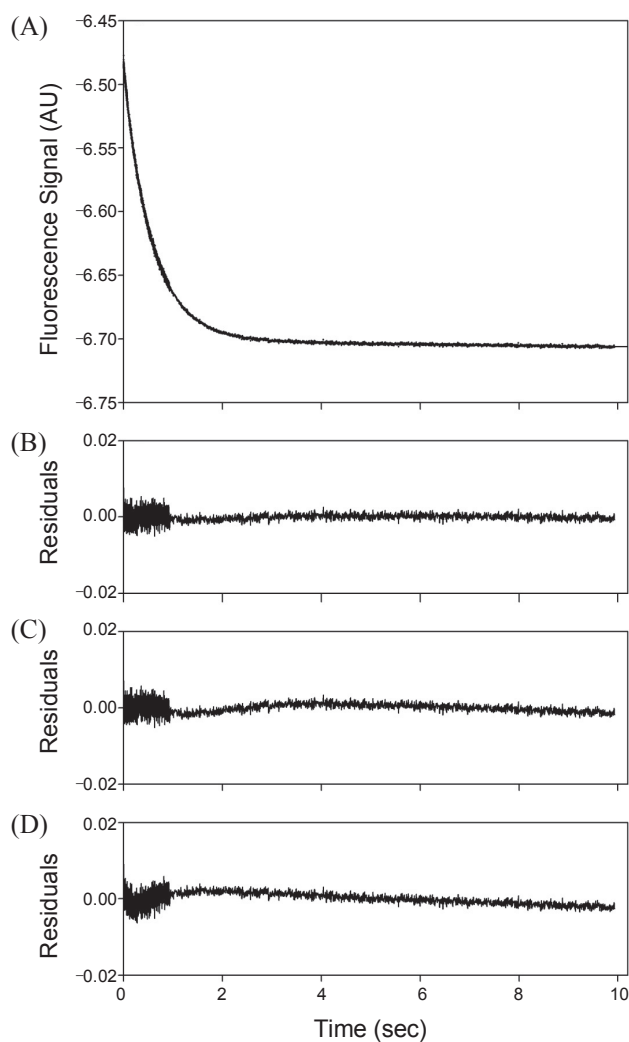 (A)
Fluorescence Signal (AU)
−6.45
−6.50
−6.55
−6.60
−6.65
−6.70
−6.75
(B)
Residuals
0.02
0.00
−0.02
(C)
Residuals
0.02
0.00
−0.02
(D)
Residuals
0.02
0.00
−0.02
0 2 4 6 8 10
Time (sec)